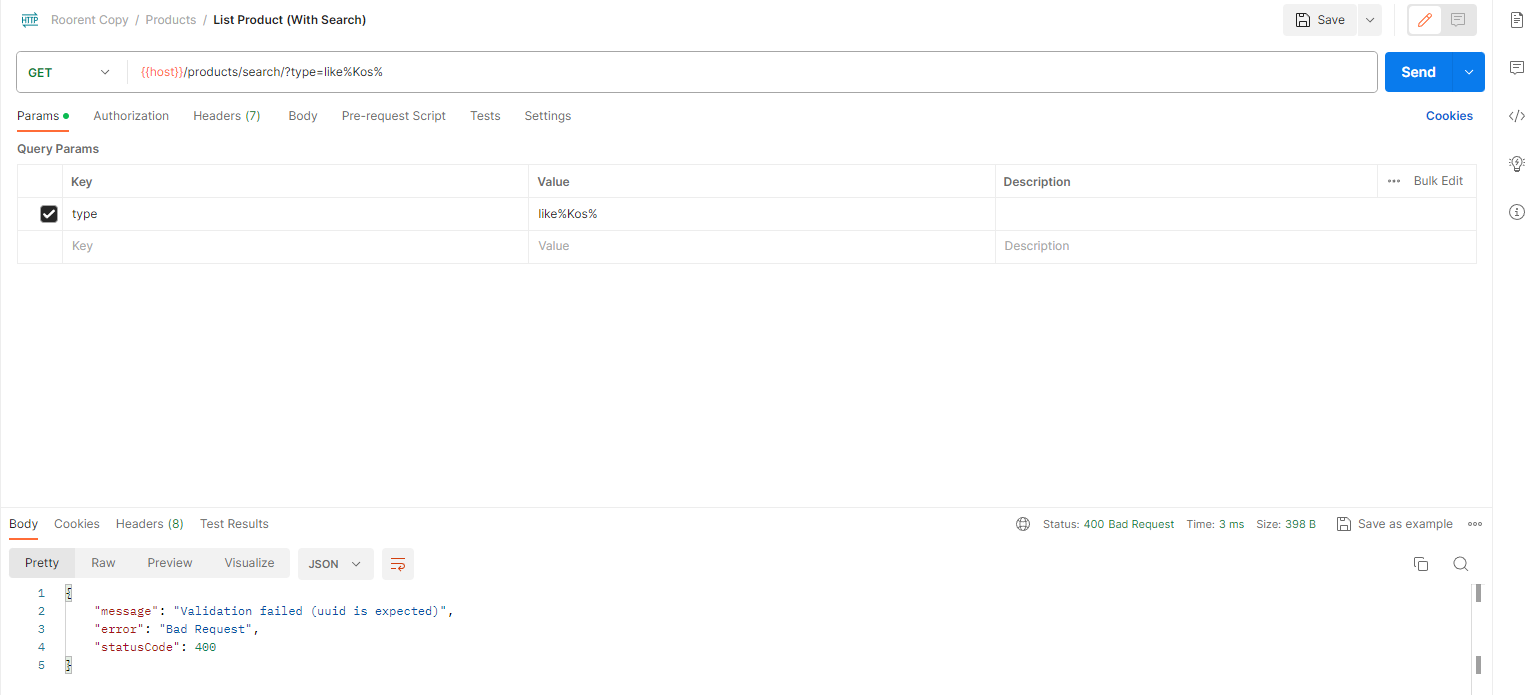 HTTP Roorent Copy / Products / List Product (With Search) Save
GET {{host}}/products/search/?type=like%Kos% Send
Params Authorization Headers (7) Body Pre-request Script Tests Settings Cookies
Query Params
Key Value Description Bulk Edit
type like%Kos%
Key Value Description
Body Cookies Headers (8) Test Results Status: 400 Bad Request Time: 3 ms Size: 398 B Save as example
Pretty Raw Preview Visualize JSON
1 {
2 "message": "Validation failed (uuid is expected)",
3 "error": "Bad Request",
4 "statusCode": 400
5 }